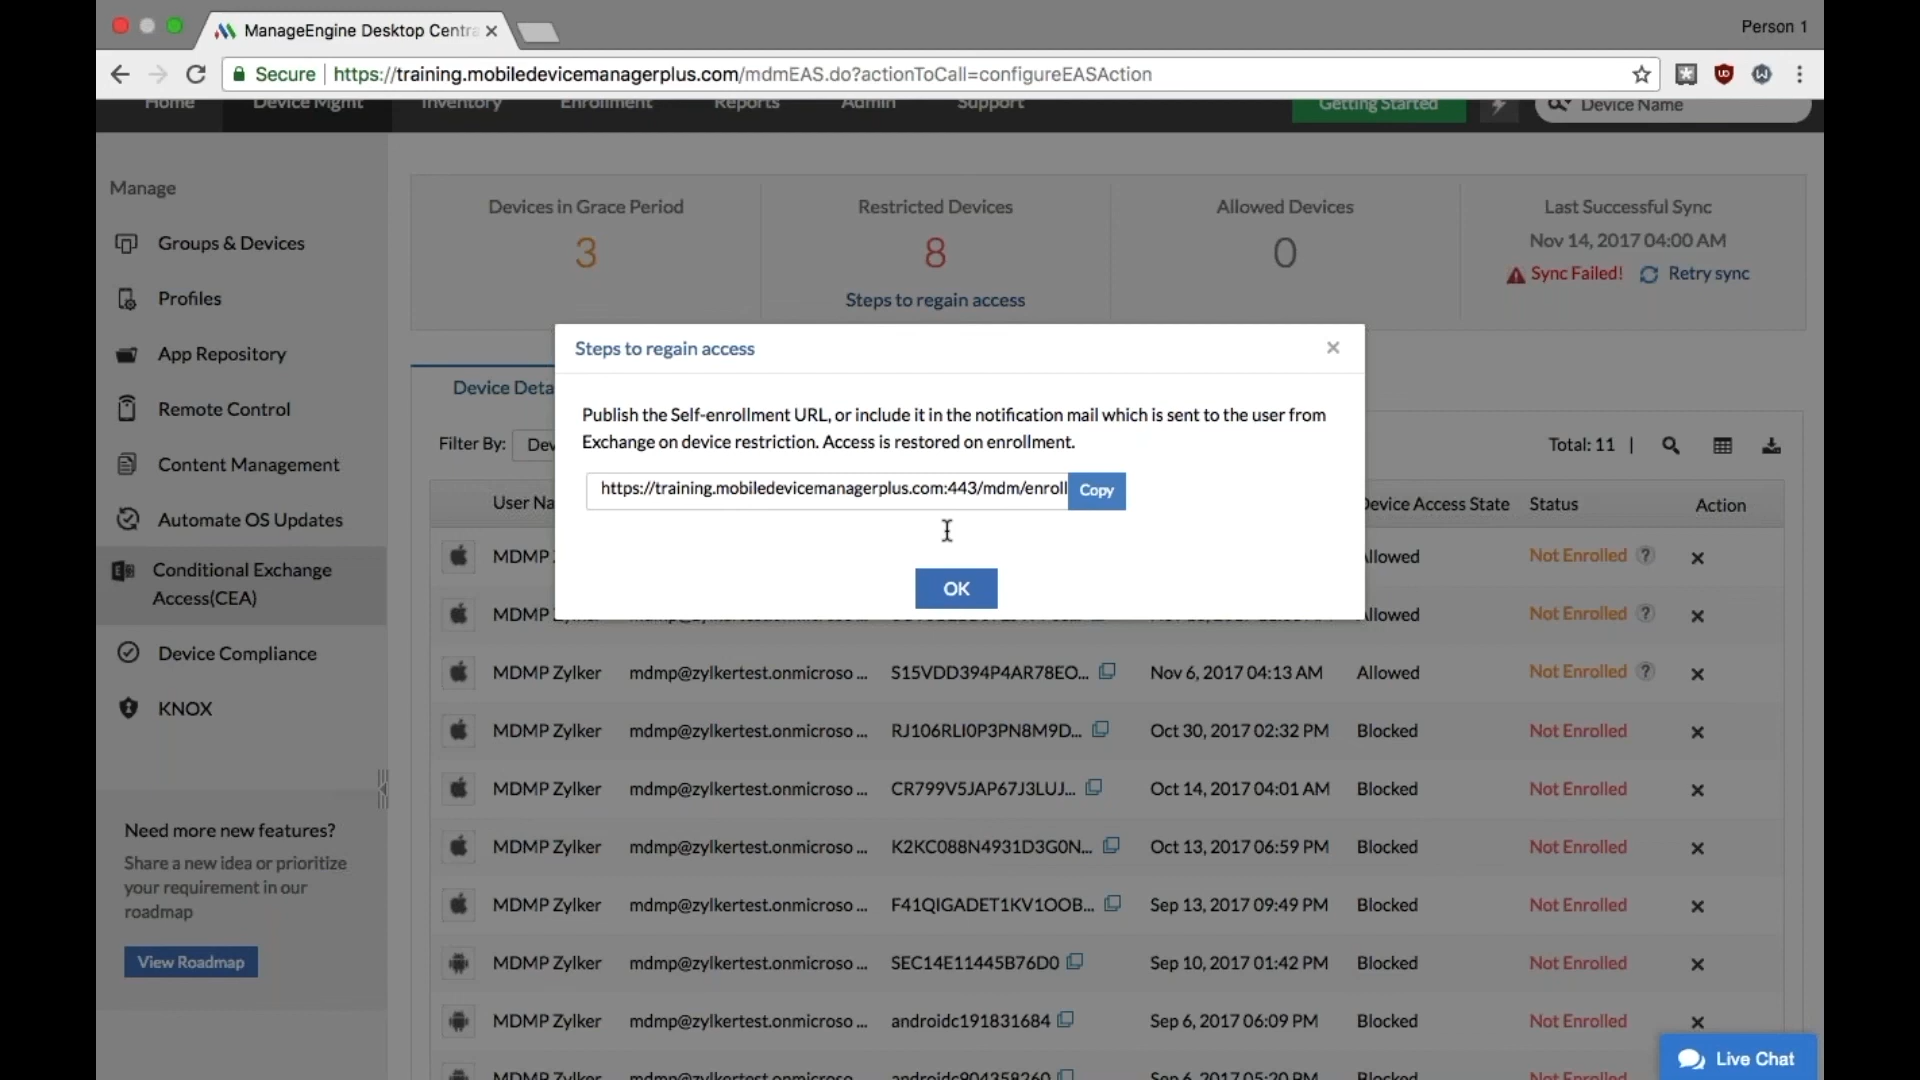 ManageEngine Desktop Centra
Person 1
Secure https://training.mobiledevicemanagerplus.com/mdmEAS.do?actionToCall=configureEASAction
Home Device Mgmt Inventory Enrollment Reports Admin Support Getting Started Device Name
Manage
Groups & Devices
Profiles
App Repository
Remote Control
Content Management
Automate OS Updates
Conditional Exchange
Access(CEA)
Device Compliance
KNOX
Need more new features?
Share a new idea or prioritize
your requirement in our
roadmap
View Roadmap
Devices in Grace Period
3
Restricted Devices
8
Steps to regain access
Allowed Devices
0
Last Successful Sync
Nov 14, 2017 04:00 AM
Sync Failed! Retry sync
Steps to regain access
Publish the Self-enrollment URL, or include it in the notification mail which is sent to the user from
Exchange on device restriction. Access is restored on enrollment.
https://training.mobiledevicemanagerplus.com:443/mdm/enroll Copy
OK
Device Deta
Filter By: Dev Total: 11 |
User Na Device Access State Status Action
MDMP Allowed Not Enrolled ?
MDMP Allowed Not Enrolled ?
MDMP Zylker mdmp@zylkertest.onmicroso ... S15VDD394P4AR78EO... Nov 6, 2017 04:13 AM Allowed Not Enrolled ?
MDMP Zylker mdmp@zylkertest.onmicroso ... RJ106RLI0P3PN8M9D... Oct 30, 2017 02:32 PM Blocked Not Enrolled
MDMP Zylker mdmp@zylkertest.onmicroso ... CR799V5JAP67J3LUJ... Oct 14, 2017 04:01 AM Blocked Not Enrolled
MDMP Zylker mdmp@zylkertest.onmicroso ... K2KC088N4931D3G0N... Oct 13, 2017 06:59 PM Blocked Not Enrolled
MDMP Zylker mdmp@zylkertest.onmicroso ... F41QIGADET1KV1OOB... Sep 13, 2017 09:49 PM Blocked Not Enrolled
MDMP Zylker mdmp@zylkertest.onmicroso ... SEC14E11445B76D0 Sep 10, 2017 01:42 PM Blocked Not Enrolled
MDMP Zylker mdmp@zylkertest.onmicroso ... androidc191831684 Sep 6, 2017 06:09 PM Blocked Not Enrolled
MDMP Zylker mdmp@zylkertest.onmicroso ... androidc904358260 Sep 6, 2017 05:20 PM Blocked Not Enrolled
Live Chat